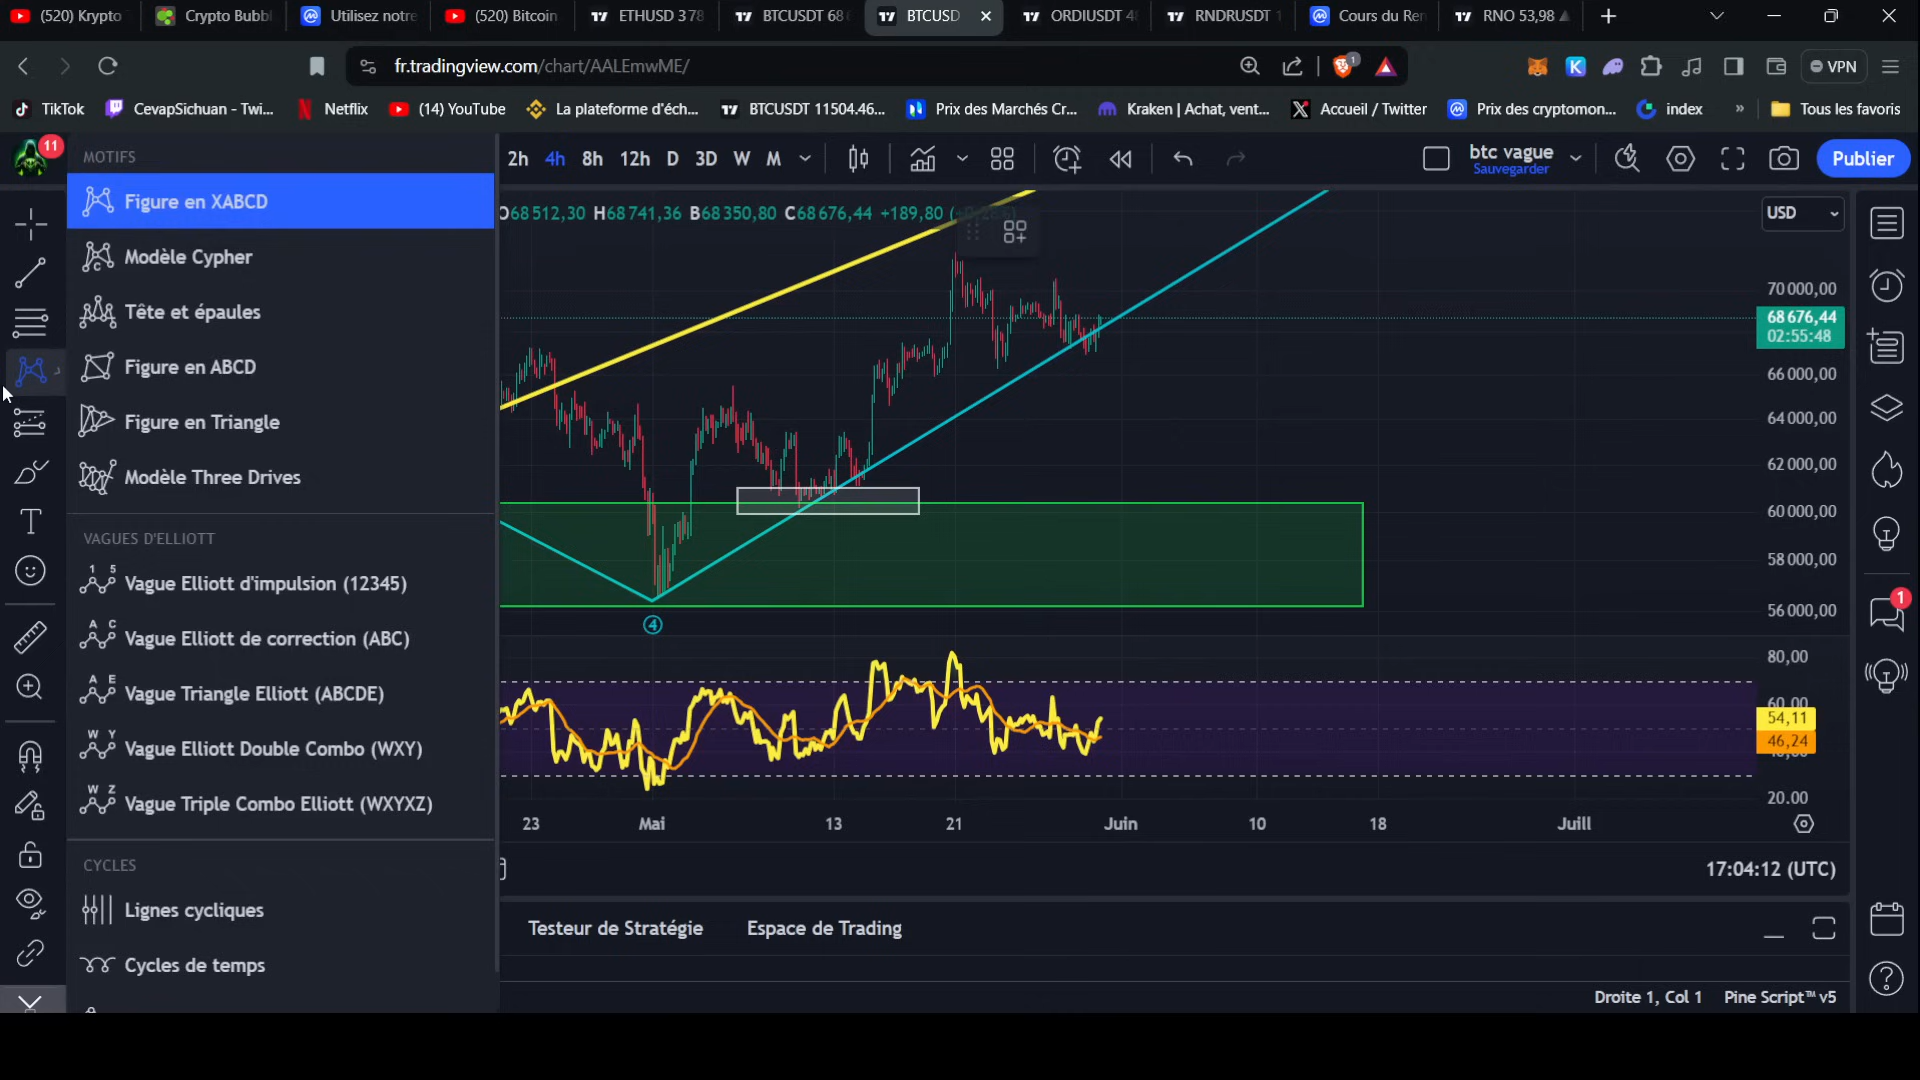 (520) Krypto
Crypto Bubbl
Utilisez notre
(520) Bitcoin
ETHUSD 3 78
BTCUSDT 68
BTCUSD
ORDIUSDT 4
RNDRUSDT 1
Cours du Ren
RNO 53,98
fr.tradingview.com/chart/AALEmwME/
1
VPN
TikTok
CevapSichuan - Twi...
Netflix
(14) YouTube
La plateforme d'éch...
BTCUSDT 11504.46...
Prix des Marchés Cr...
Kraken | Achat, vent...
Accueil / Twitter
Prix des cryptomon...
index
»
Tous les favoris
11
MOTIFS
2h 4h 8h 12h D 3D W M
btc vague
Sauvegarder
Publier
Figure en XABCD
Modèle Cypher
Tête et épaules
Figure en ABCD
Figure en Triangle
Modèle Three Drives
VAGUES D'ELLIOTT
1 5
Vague Elliott d'impulsion (12345)
A C
Vague Elliott de correction (ABC)
A E
Vague Triangle Elliott (ABCDE)
W Y
Vague Elliott Double Combo (WXY)
W Z
Vague Triple Combo Elliott (WXYXZ)
CYCLES
Lignes cycliques
Cycles de temps
O68 512,30 H68 741,36 B68 350,80 C68 676,44 +189,80
USD
70 000,00
68 676,44
02:55:48
66 000,00
64 000,00
62 000,00
60 000,00
58 000,00
56 000,00
4
80,00
60,00
54,11
46,24
20.00
23 Mai 13 21 Juin 10 18 Juill
1
17:04:12 (UTC)
Testeur de Stratégie
Espace de Trading
Droite 1, Col 1
Pine Script™ v5